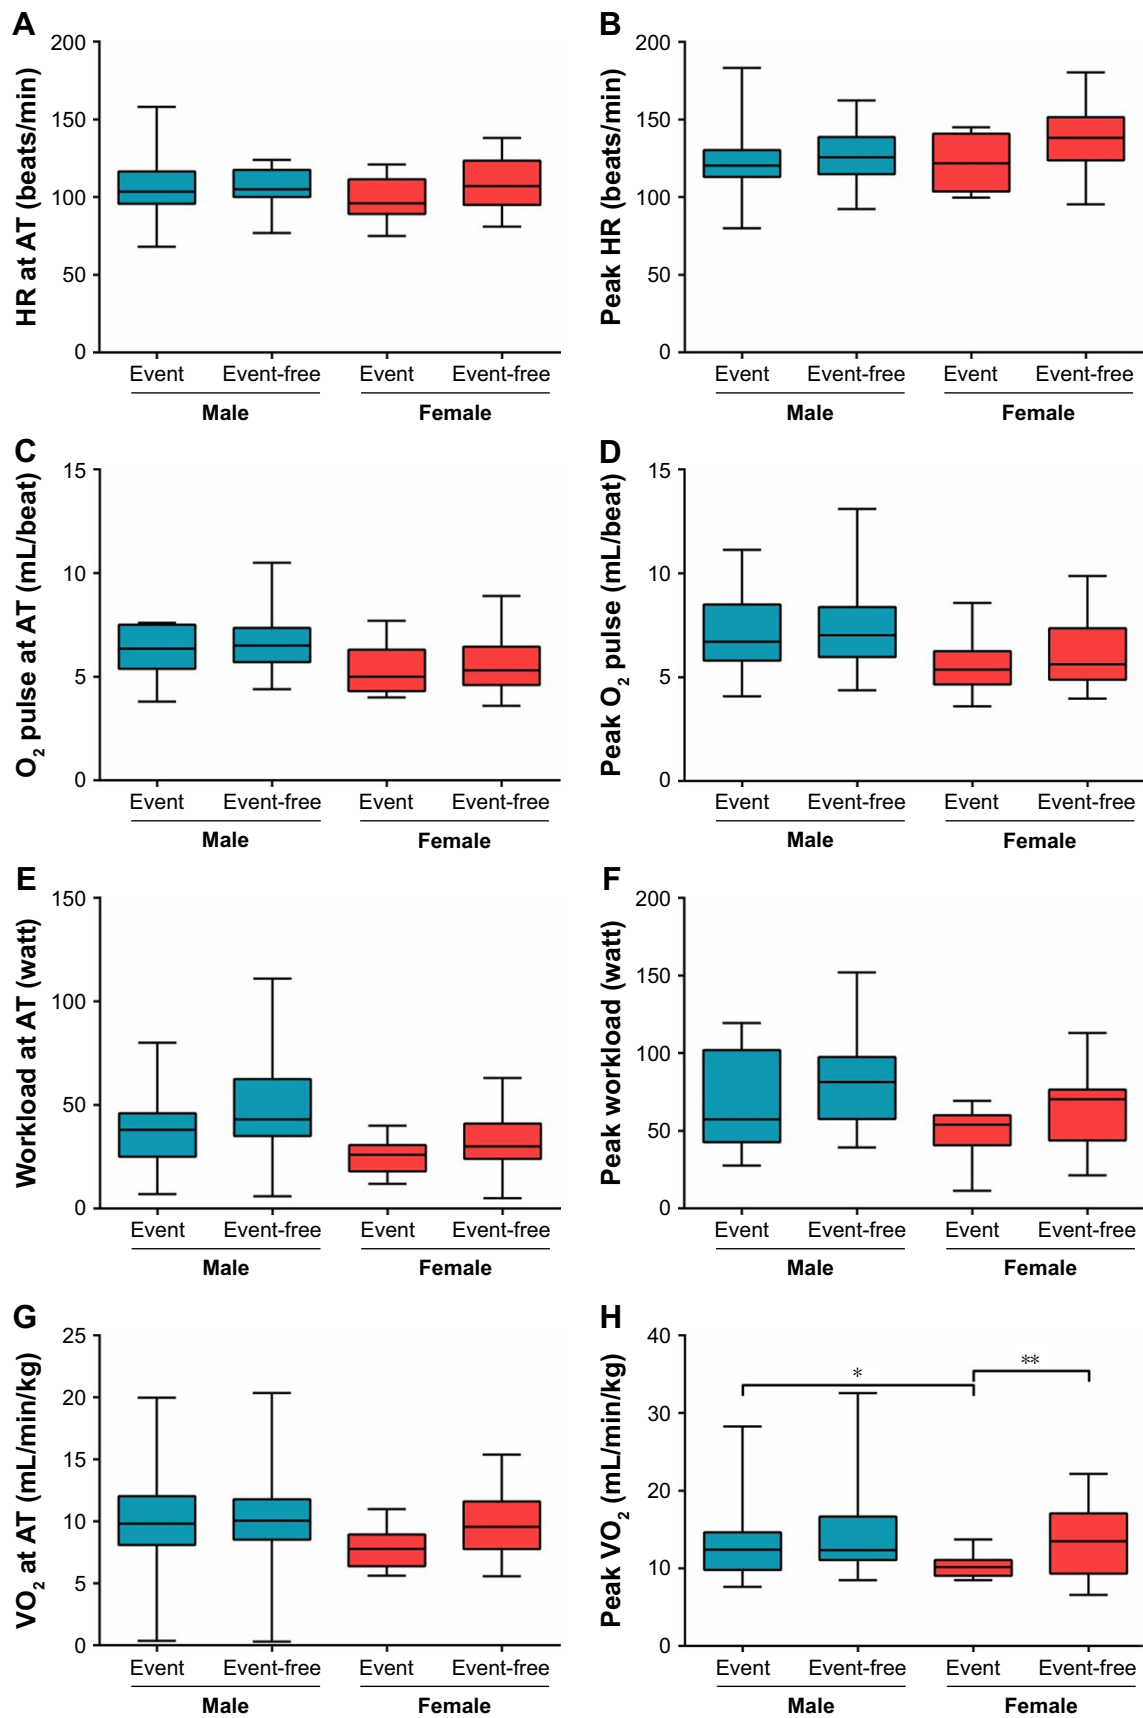 A
HR at AT (beats/min)
200
150
100
50
0
Event Event-free Event Event-free
Male Female
B
Peak HR (beats/min)
200
150
100
50
0
Event Event-free Event Event-free
Male Female
C
O₂ pulse at AT (mL/beat)
15
10
5
0
Event Event-free Event Event-free
Male Female
D
Peak O₂ pulse (mL/beat)
15
10
5
0
Event Event-free Event Event-free
Male Female
E
Workload at AT (watt)
150
100
50
0
Event Event-free Event Event-free
Male Female
F
Peak workload (watt)
200
150
100
50
0
Event Event-free Event Event-free
Male Female
G
VO₂ at AT (mL/min/kg)
25
20
15
10
5
0
Event Event-free Event Event-free
Male Female
H
Peak VO₂ (mL/min/kg)
40
30
20
10
0
*
**
Event Event-free Event Event-free
Male Female